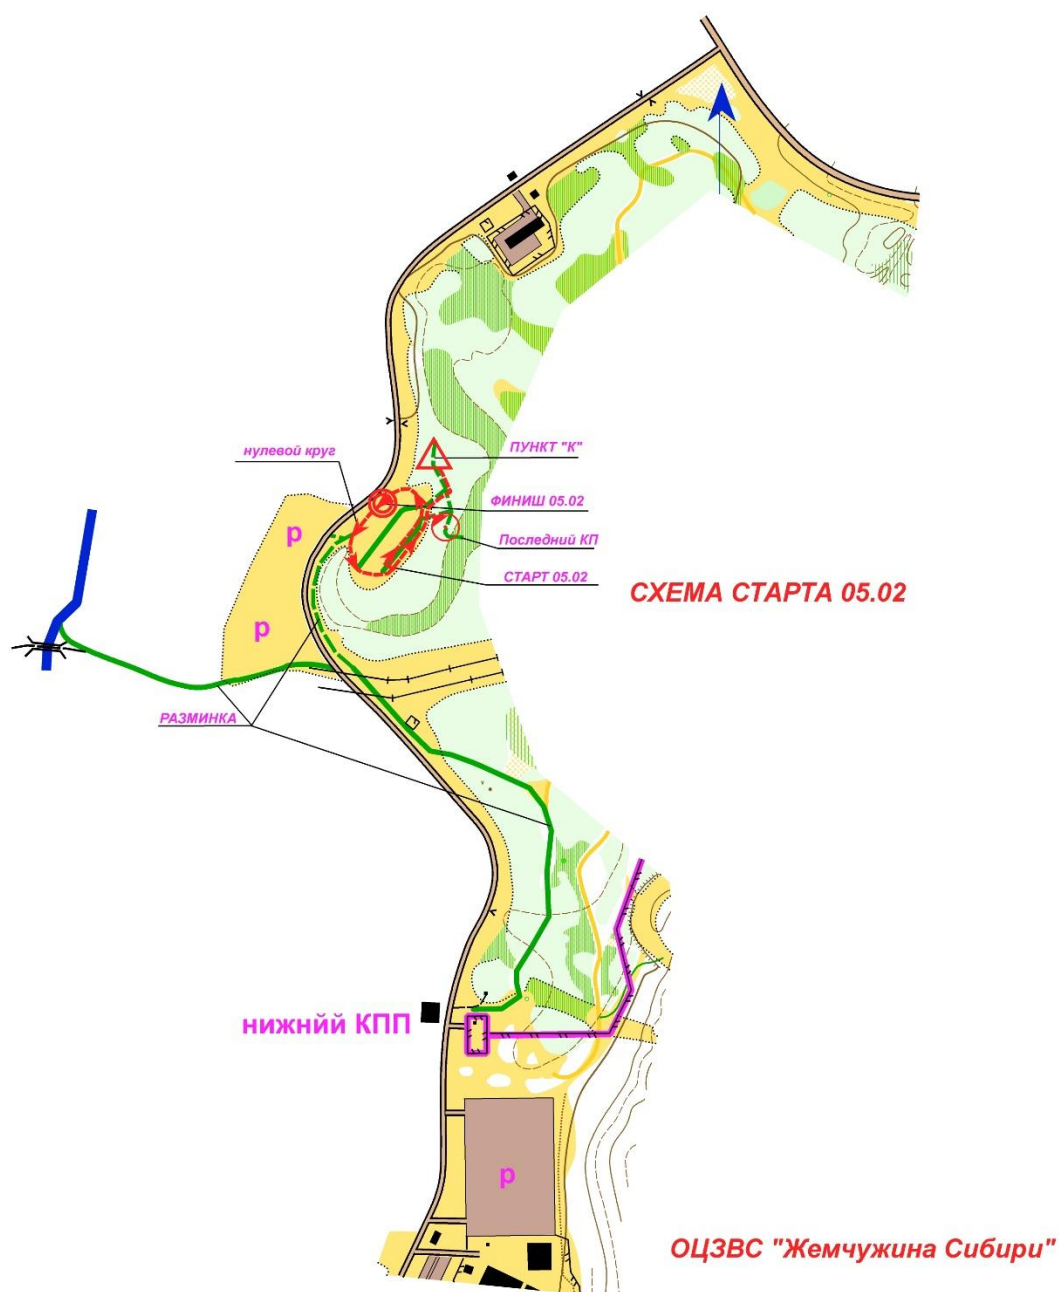 ПУНКТ "К"
нулевой круг
ФИНИШ 05.02
р
Последний КП
СТАРТ 05.02
СХЕМА СТАРТА 05.02
р
РАЗМИНКА
нижнйй КПП
р
ОЦЗВС "Жемчужина Сибири"